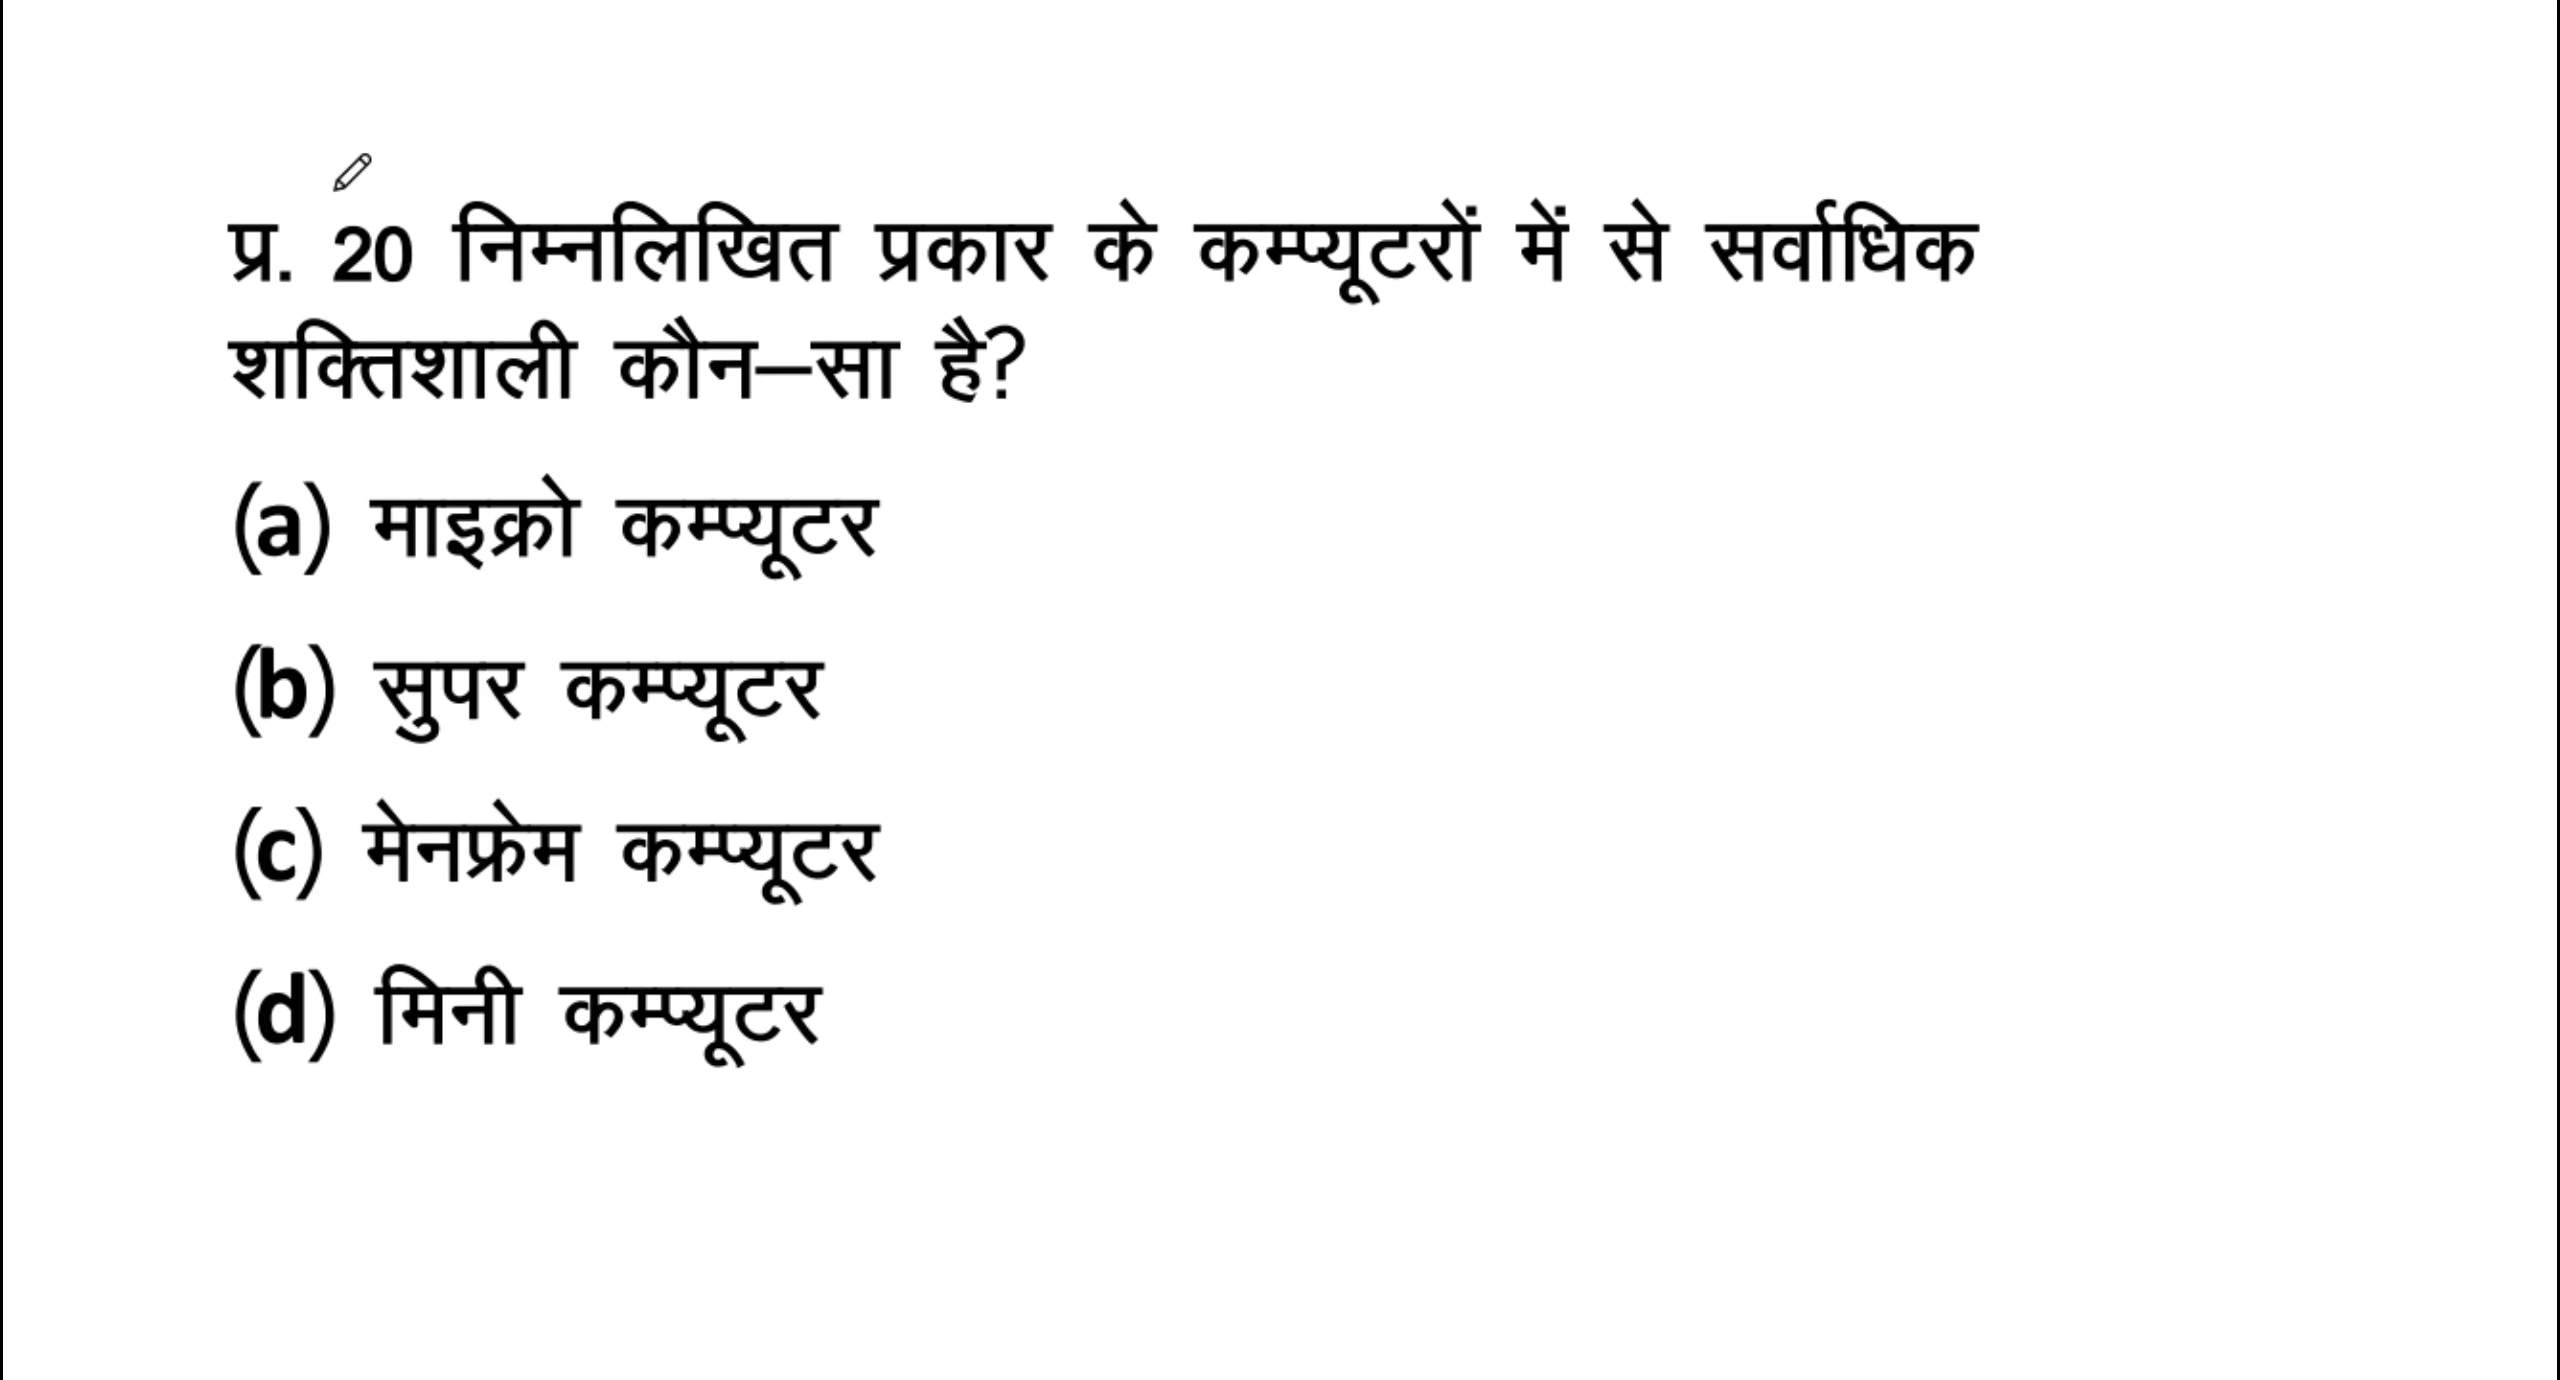 प्र. 20 निम्नलिखित प्रकार के कम्प्यूटरों में से सर्वाधिक
शक्तिशाली कौन–सा है?
(a) माइक्रो कम्प्यूटर
(b) सुपर कम्प्यूटर
(c) मेनफ्रेम कम्प्यूटर
(d) मिनी कम्प्यूटर